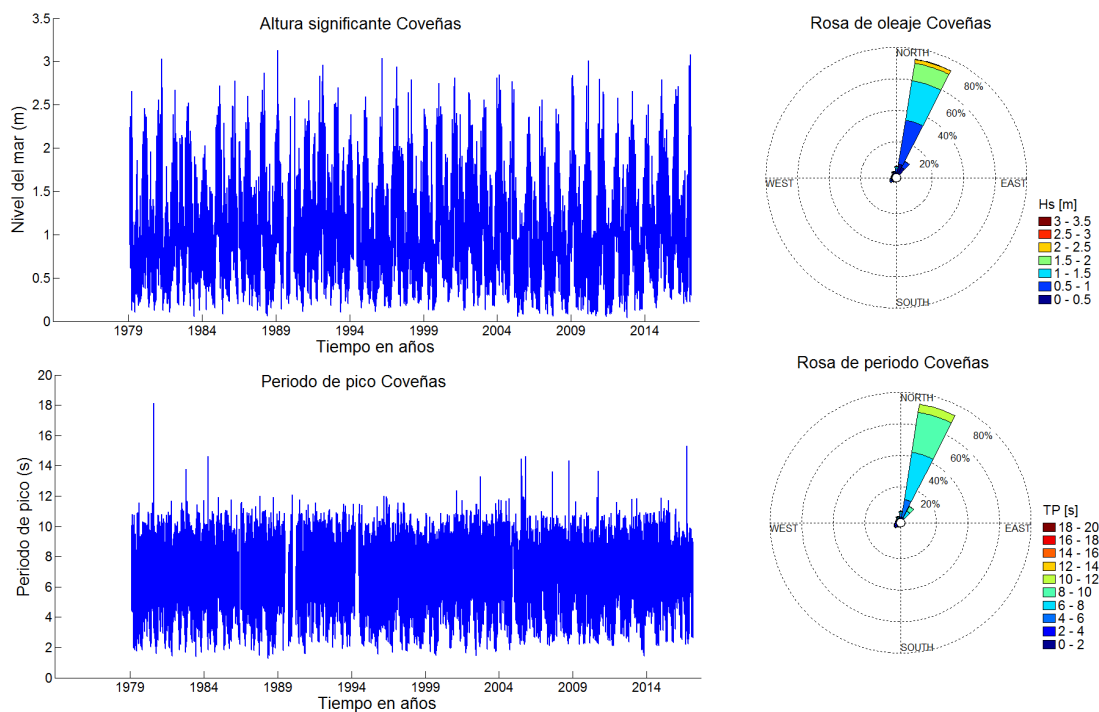 Altura significante Coveñas
Nivel del mar (m)
3.5
3
2.5
2
1.5
1
0.5
0
1979 1984 1989 1994 1999 2004 2009 2014
Tiempo en años
Rosa de oleaje Coveñas
NORTH
80%
60%
40%
20%
WEST EAST
SOUTH
Hs [m]
3 - 3.5
2.5 - 3
2 - 2.5
1.5 - 2
1 - 1.5
0.5 - 1
0 - 0.5
Periodo de pico Coveñas
Periodo de pico (s)
20
18
16
14
12
10
8
6
4
2
0
1979 1984 1989 1994 1999 2004 2009 2014
Tiempo en años
Rosa de periodo Coveñas
NORTH
80%
60%
40%
20%
WEST EAST
SOUTH
TP [s]
18 - 20
16 - 18
14 - 16
12 - 14
10 - 12
8 - 10
6 - 8
4 - 6
2 - 4
0 - 2